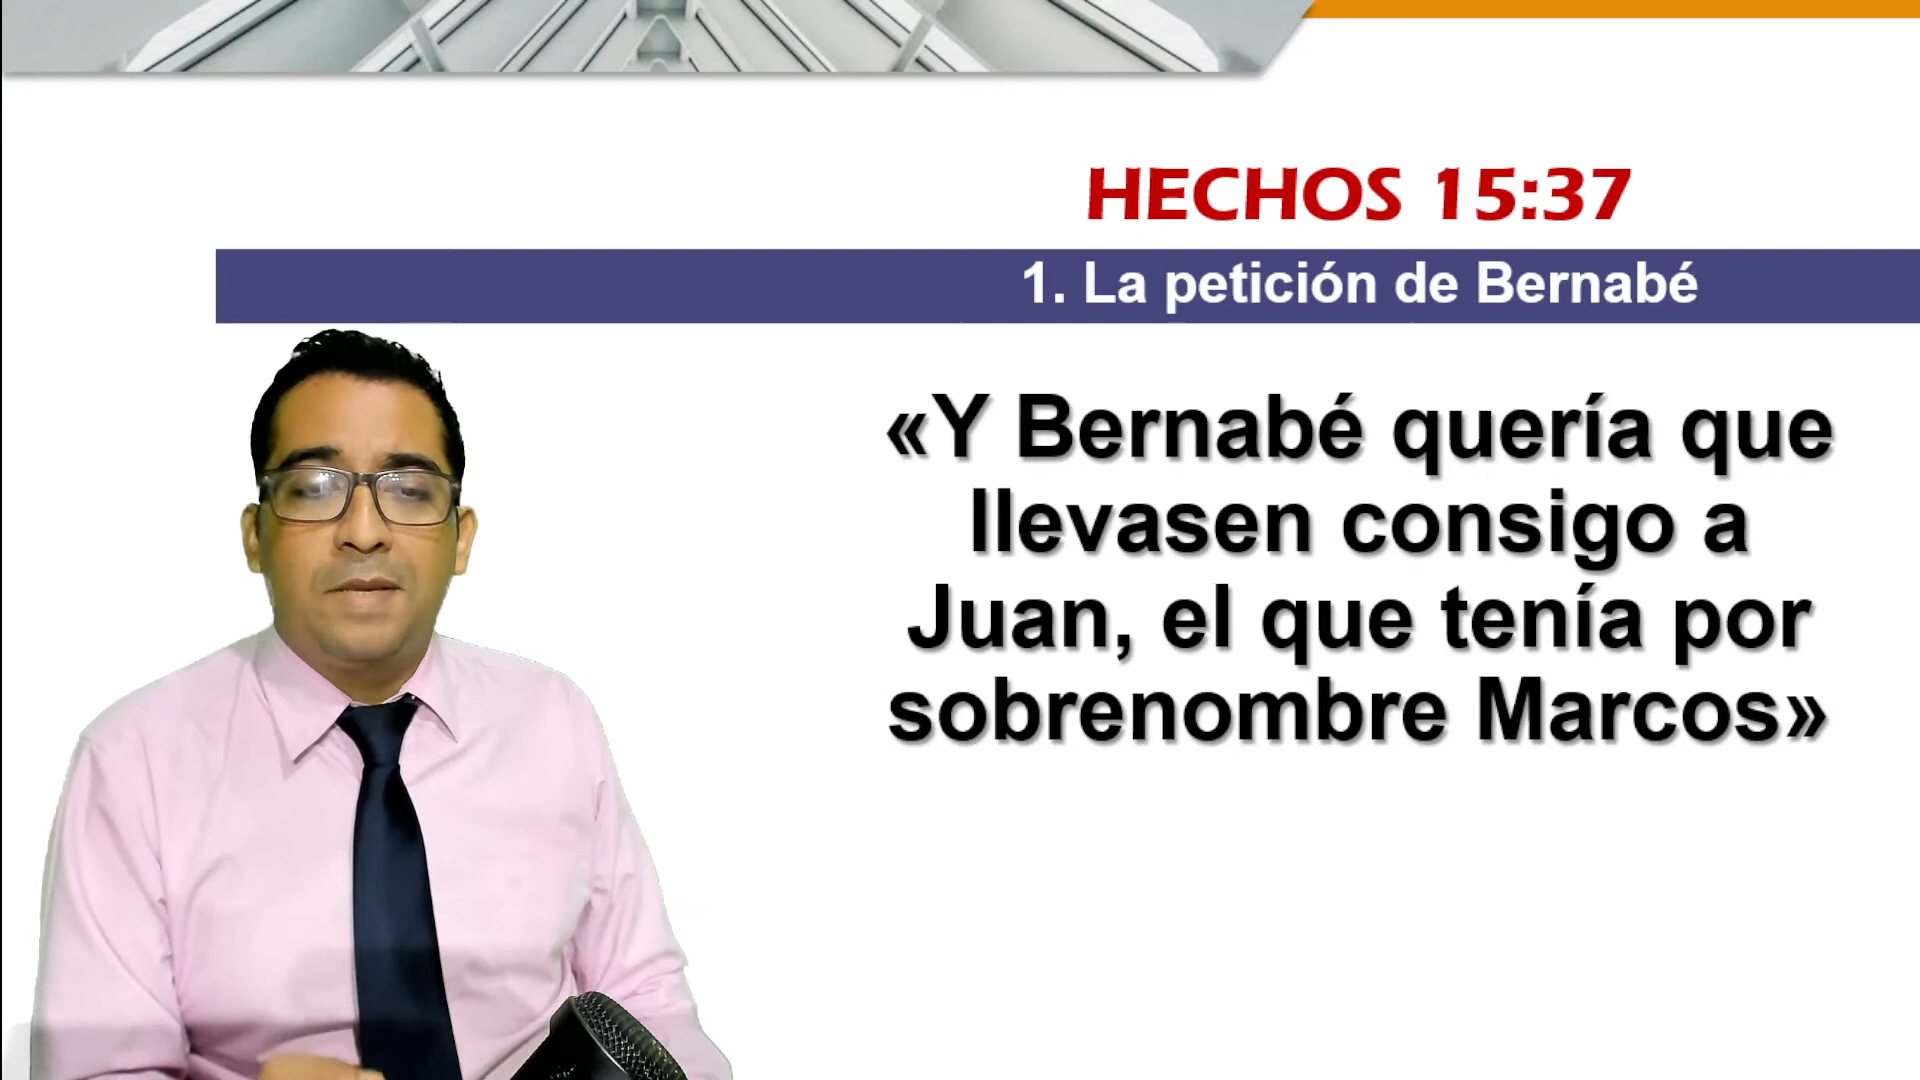 HECHOS 15:37
1. La petición de Bernabé
«Y Bernabé quería que
llevasen consigo a
Juan, el que tenía por
sobrenombre Marcos»